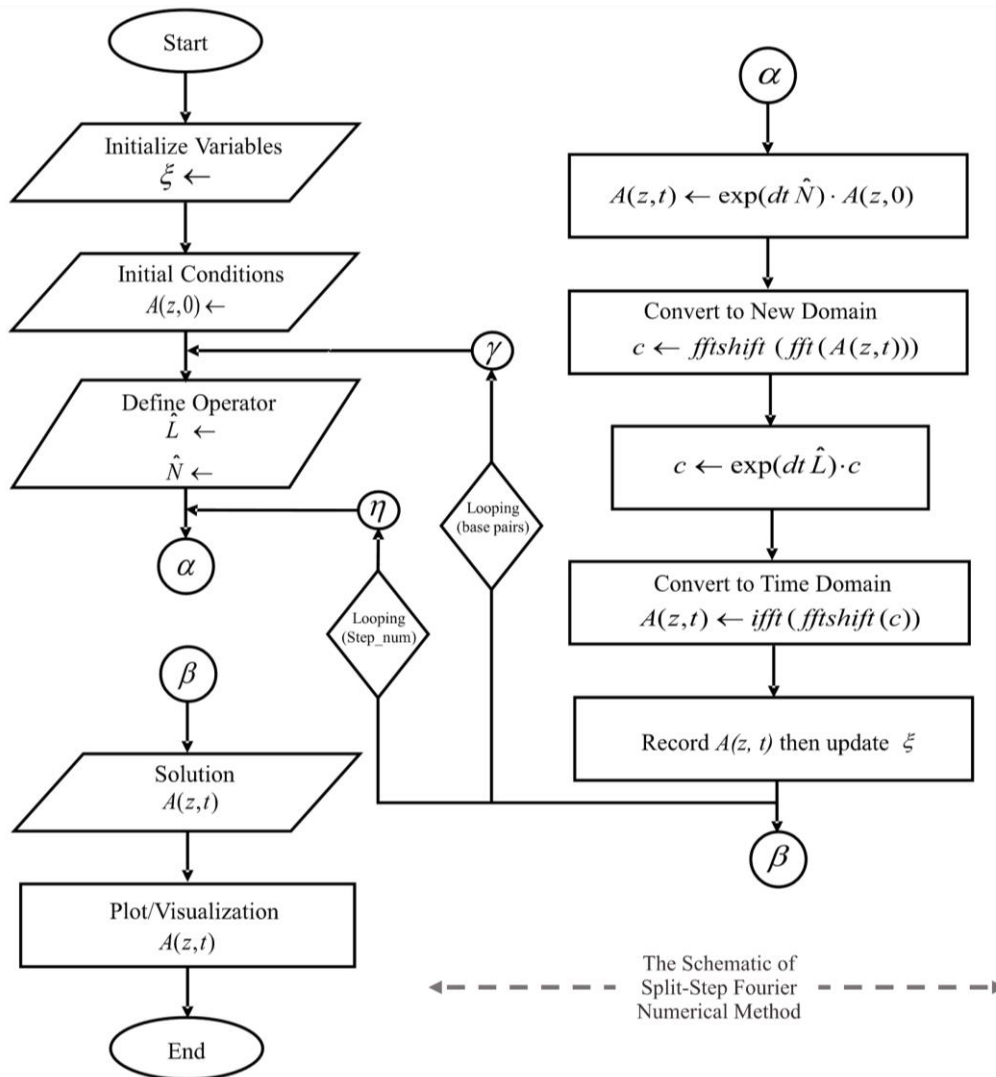 Start
Initialize Variables
ξ ←
Initial Conditions
A(z,0) ←
γ
Define Operator
L̂ ←
N̂ ←
η
α
Looping
(base pairs)
Looping
(Step_num)
β
Solution
A(z,t)
Plot/Visualization
A(z,t)
End
α
A(z,t) ← exp(dt N̂) · A(z,0)
Convert to New Domain
c ← fftshift (fft(A(z,t)))
c ← exp(dt L̂)·c
Convert to Time Domain
A(z,t) ← ifft(fftshift(c))
Record A(z, t) then update ξ
β
The Schematic of
Split-Step Fourier
Numerical Method